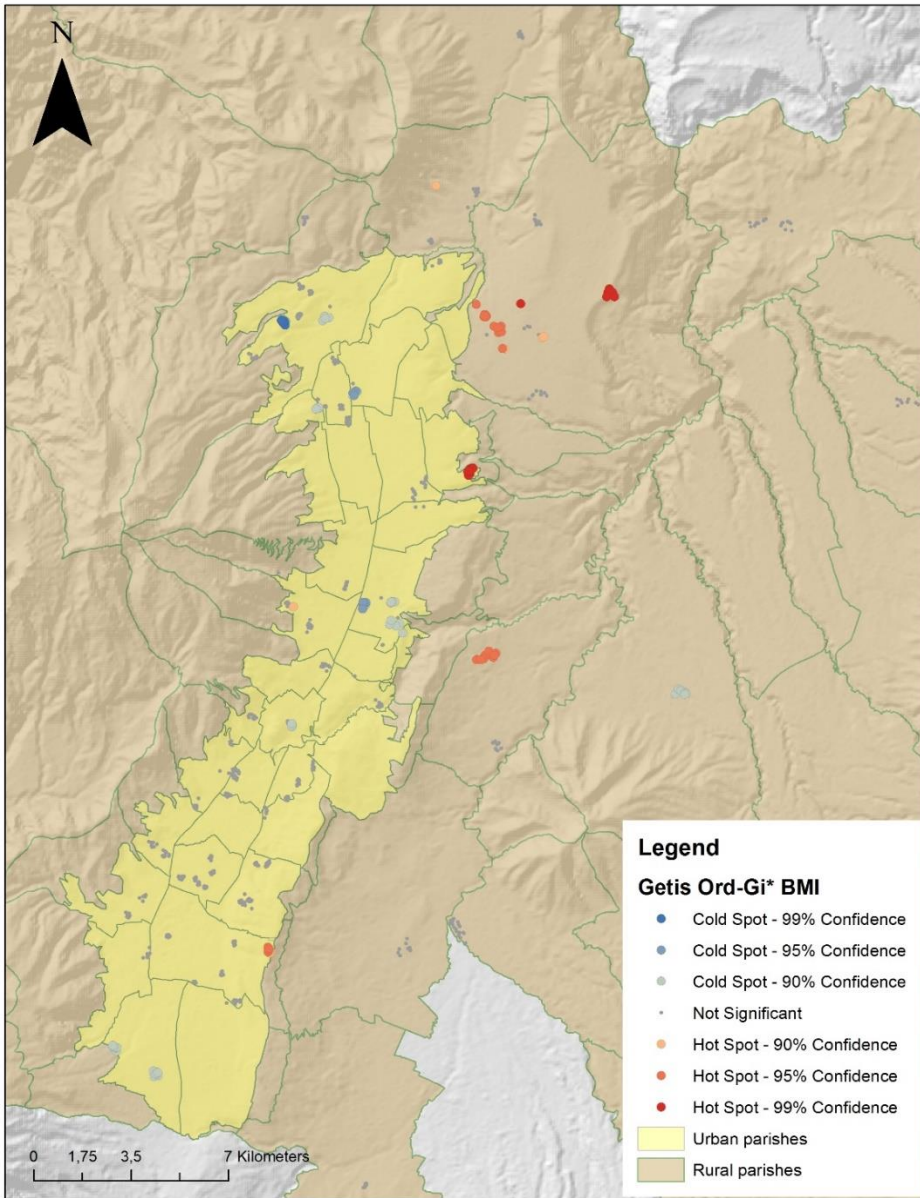 N
Legend
Getis Ord-Gi* BMI
Cold Spot - 99% Confidence
Cold Spot - 95% Confidence
Cold Spot - 90% Confidence
Not Significant
Hot Spot - 90% Confidence
Hot Spot - 95% Confidence
Hot Spot - 99% Confidence
Urban parishes
Rural parishes
0 1,75 3,5 7 Kilometers